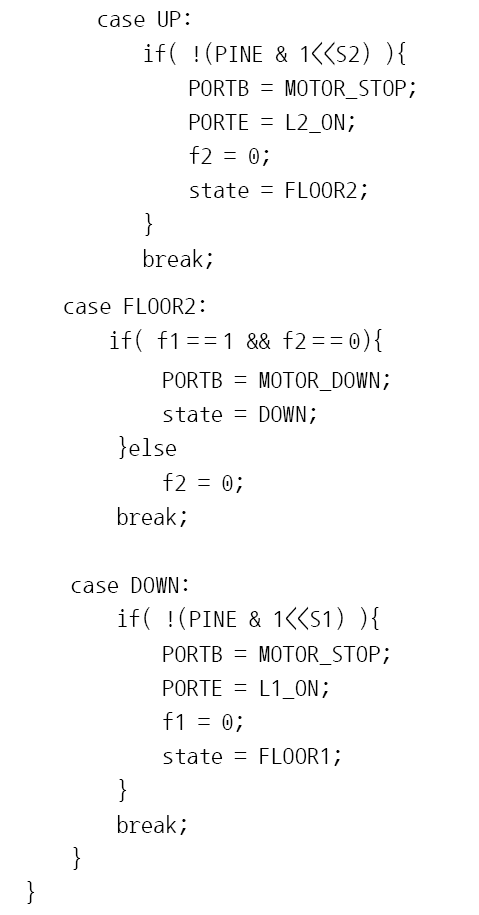 case UP:
if( !(PINE & 1<<S2) ){
PORTB = MOTOR_STOP;
PORTE = L2_ON;
f2 = 0;
state = FLOOR2;
}
break;
case FLOOR2:
if( f1==1 && f2==0){
PORTB = MOTOR_DOWN;
state = DOWN;
}else
f2 = 0;
break;
case DOWN:
if( !(PINE & 1<<S1) ){
PORTB = MOTOR_STOP;
PORTE = L1_ON;
f1 = 0;
state = FLOOR1;
}
break;
}
}